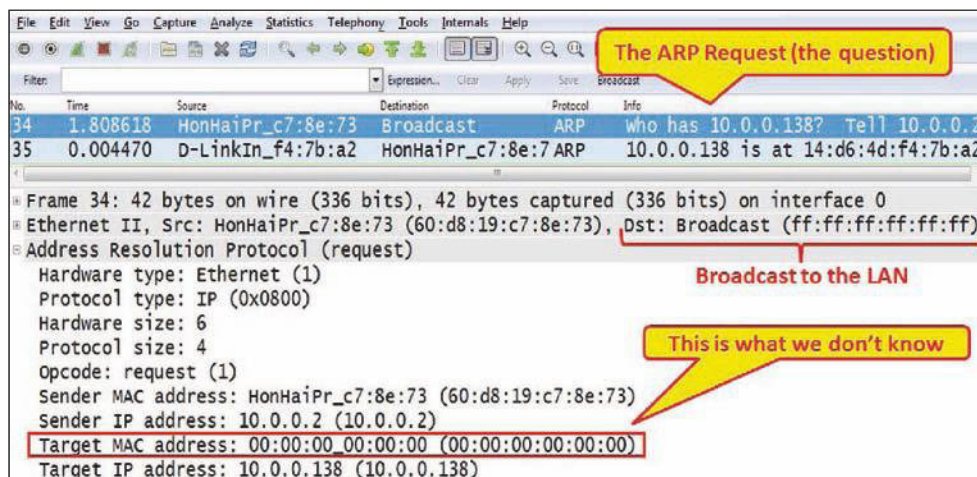 File Edit View Go Capture Analyze Statistics Telephony Tools Internals Help
The ARP Request (the question)
Filter: Expression... Clear Apply Save Broadcast
No. Time Source Destination Protocol Info
34 1.808618 HonHaiPr_c7:8e:73 Broadcast ARP Who has 10.0.0.138? Tell 10.0.0.
35 0.004470 D-LinkIn_f4:7b:a2 HonHaiPr_c7:8e:7 ARP 10.0.0.138 is at 14:d6:4d:f4:7b:a2
Frame 34: 42 bytes on wire (336 bits), 42 bytes captured (336 bits) on interface 0
Ethernet II, Src: HonHaiPr_c7:8e:73 (60:d8:19:c7:8e:73), Dst: Broadcast (ff:ff:ff:ff:ff:ff)
Broadcast to the LAN
Address Resolution Protocol (request)
Hardware type: Ethernet (1)
Protocol type: IP (0x0800)
Hardware size: 6
Protocol size: 4
This is what we don't know
Opcode: request (1)
Sender MAC address: HonHaiPr_c7:8e:73 (60:d8:19:c7:8e:73)
Sender IP address: 10.0.0.2 (10.0.0.2)
Target MAC address: 00:00:00_00:00:00 (00:00:00:00:00:00)
Target IP address: 10.0.0.138 (10.0.0.138)